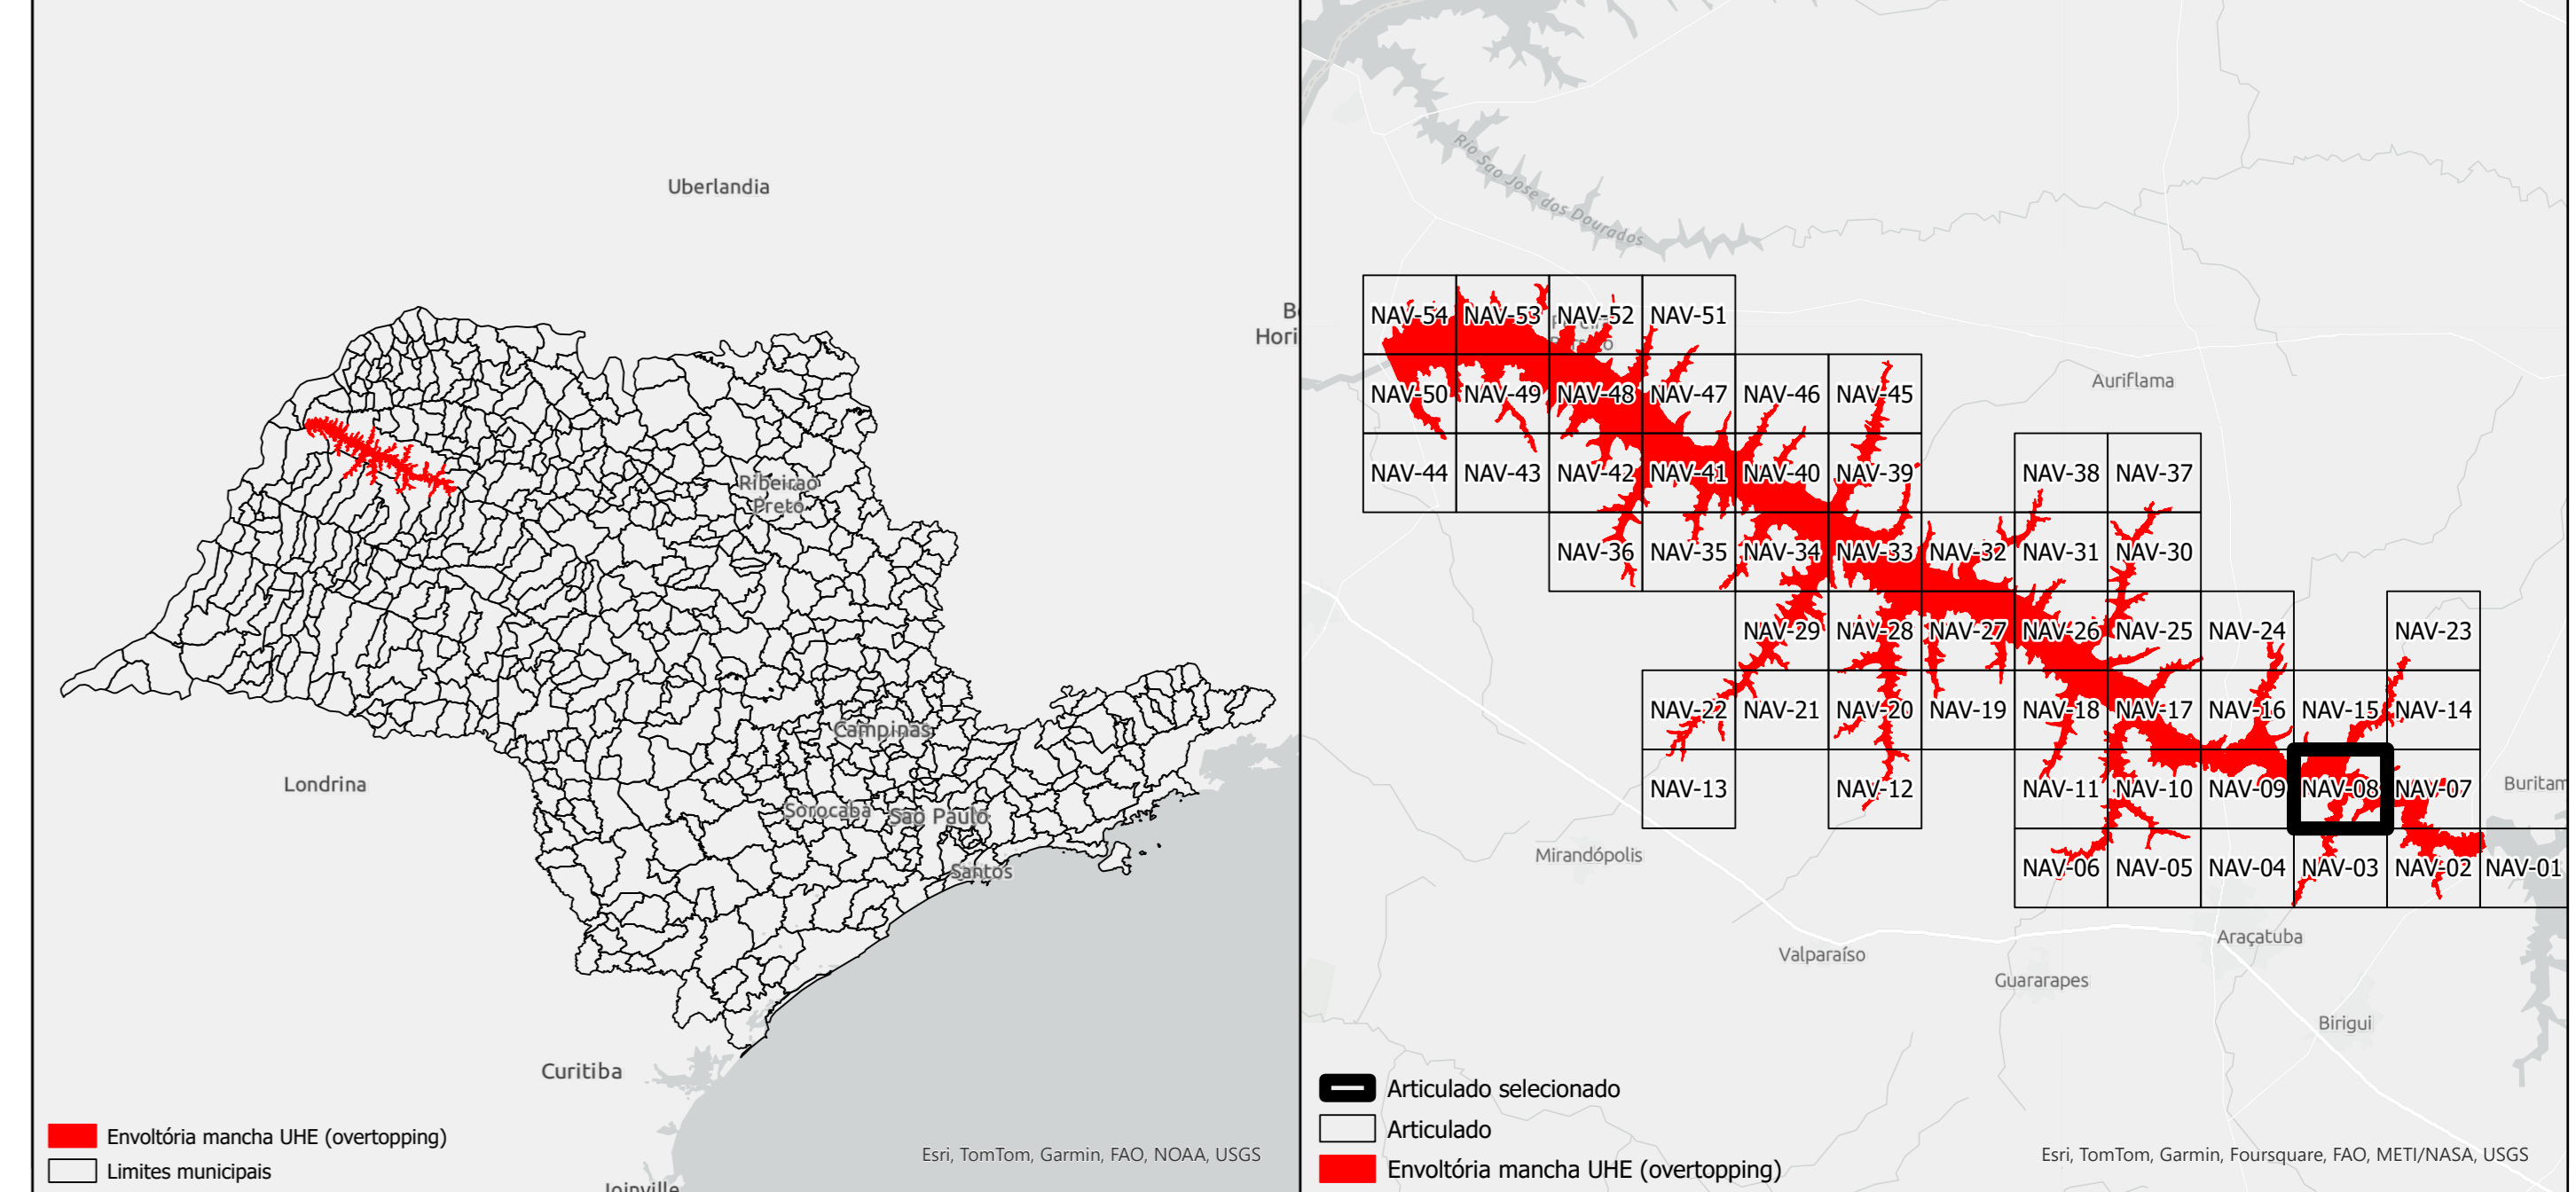 Uberlandia
Ribeirao
Preto
Campinas
Sorocaba
Sao Paulo
Santos
Londrina
Curitiba
Envoltória mancha UHE (overtopping)
Limites municipais
Esri, TomTom, Garmin, FAO, NOAA, USGS
Rio Sao Jose dos Dourados
NAV-54 NAV-53 NAV-52 NAV-51
NAV-50 NAV-49 NAV-48 NAV-47 NAV-46 NAV-45
Auriflama
NAV-44 NAV-43 NAV-42 NAV-41 NAV-40 NAV-39 NAV-38 NAV-37
NAV-36 NAV-35 NAV-34 NAV-33 NAV-32 NAV-31 NAV-30
NAV-29 NAV-28 NAV-27 NAV-26 NAV-25 NAV-24 NAV-23
NAV-22 NAV-21 NAV-20 NAV-19 NAV-18 NAV-17 NAV-16 NAV-15 NAV-14
NAV-13 NAV-12 NAV-11 NAV-10 NAV-09 NAV-08 NAV-07
Buritam
Mirandópolis
NAV-06 NAV-05 NAV-04 NAV-03 NAV-02 NAV-01
Araçatuba
Valparaíso
Guararapes
Birigui
Articulado selecionado
Articulado
Envoltória mancha UHE (overtopping)
Esri, TomTom, Garmin, Foursquare, FAO, METI/NASA, USGS